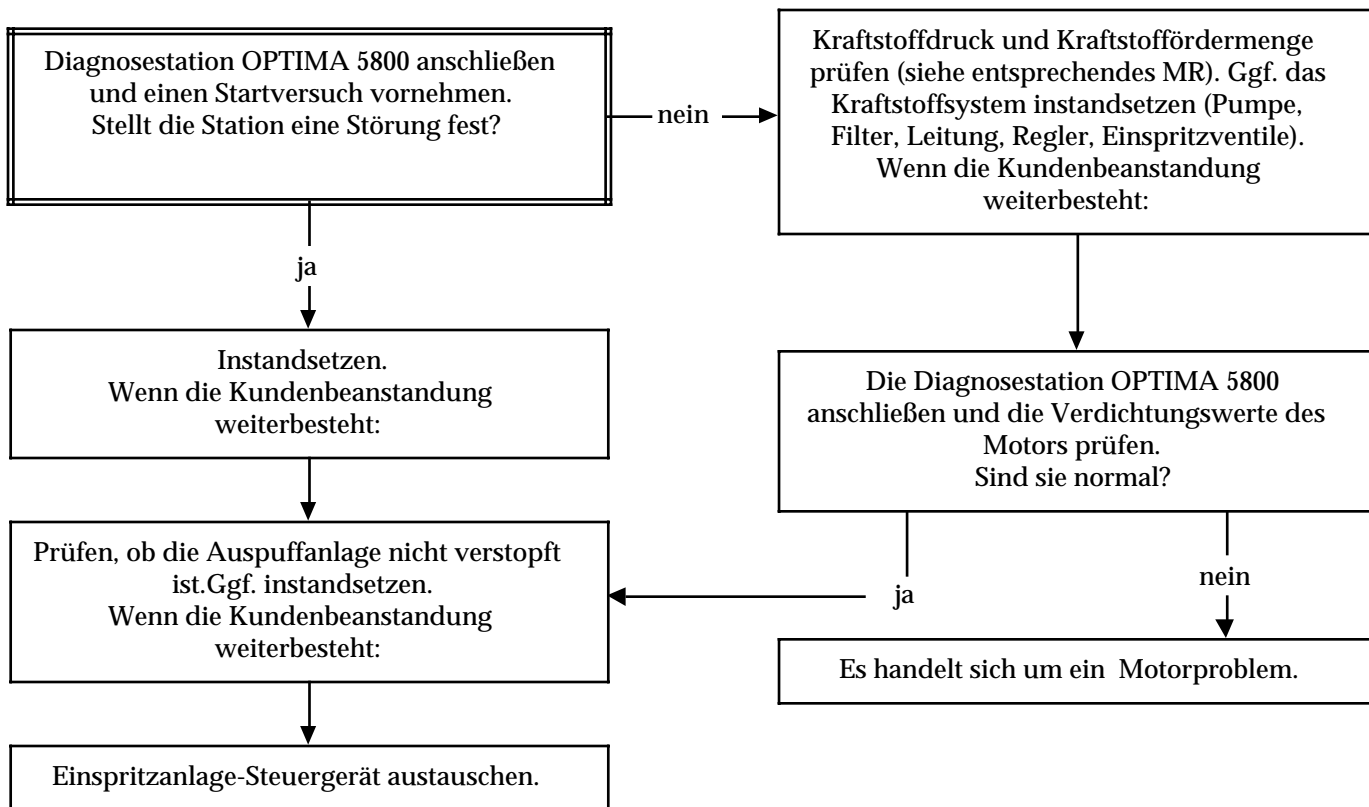 Diagnosestation OPTIMA 5800 anschließen
und einen Startversuch vornehmen.
Stellt die Station eine Störung fest?
nein
Kraftstoffdruck und Kraftstoffördermenge
prüfen (siehe entsprechendes MR). Ggf. das
Kraftstoffsystem instandsetzen (Pumpe,
Filter, Leitung, Regler, Einspritzventile).
Wenn die Kundenbeanstandung
weiterbesteht:
ja
Instandsetzen.
Wenn die Kundenbeanstandung
weiterbesteht:
Die Diagnosestation OPTIMA 5800
anschließen und die Verdichtungswerte des
Motors prüfen.
Sind sie normal?
Prüfen, ob die Auspuffanlage nicht verstopft
ist.Ggf. instandsetzen.
Wenn die Kundenbeanstandung
weiterbesteht:
ja
nein
Es handelt sich um ein Motorproblem.
Einspritzanlage-Steuergerät austauschen.